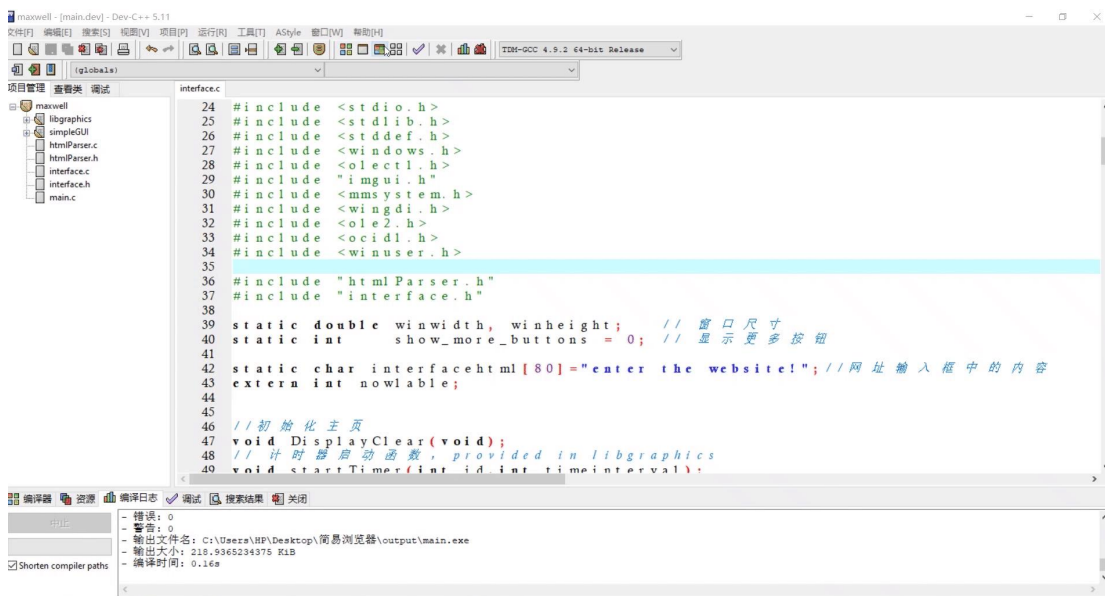 maxwell - [main.dev] - Dev-C++ 5.11
文件[F] 编辑[E] 搜索[S] 视图[V] 项目[P] 运行[R] 工具[T] AStyle 窗口[W] 帮助[H]
TDM-GCC 4.9.2 64-bit Release
(globals)
项目管理 查看类 调试
interface.c
maxwell
libgraphics
simpleGUI
htmlParser.c
htmlParser.h
interface.c
interface.h
main.c
24 #include <stdio.h>
25 #include <stdlib.h>
26 #include <stddef.h>
27 #include <windows.h>
28 #include <olectl.h>
29 #include "imgui.h"
30 #include <mmsystem.h>
31 #include <wingdi.h>
32 #include <ole2.h>
33 #include <ocidl.h>
34 #include <winuser.h>
35
36 #include "htmlParser.h"
37 #include "interface.h"
38
39 static double winwidth, winheight; // 窗口尺寸
40 static int show_more_buttons = 0; // 显示更多按钮
41
42 static char interfacehtml[80]="enter the website!";//网址输入框中的内容
43 extern int nowlable;
44
45
46 //初始化主页
47 void DisplayClear(void);
48 // 计时器启动函数, provided in libgraphics
49 void startTimer(int id,int timeinterval);
编译器 资源 编译日志 调试 搜索结果 关闭
中止
Shorten compiler paths
- 错误: 0
- 警告: 0
- 输出文件名: C:\Users\HP\Desktop\简易浏览器\output\main.exe
- 输出大小: 218.9365234375 KiB
- 编译时间: 0.16s